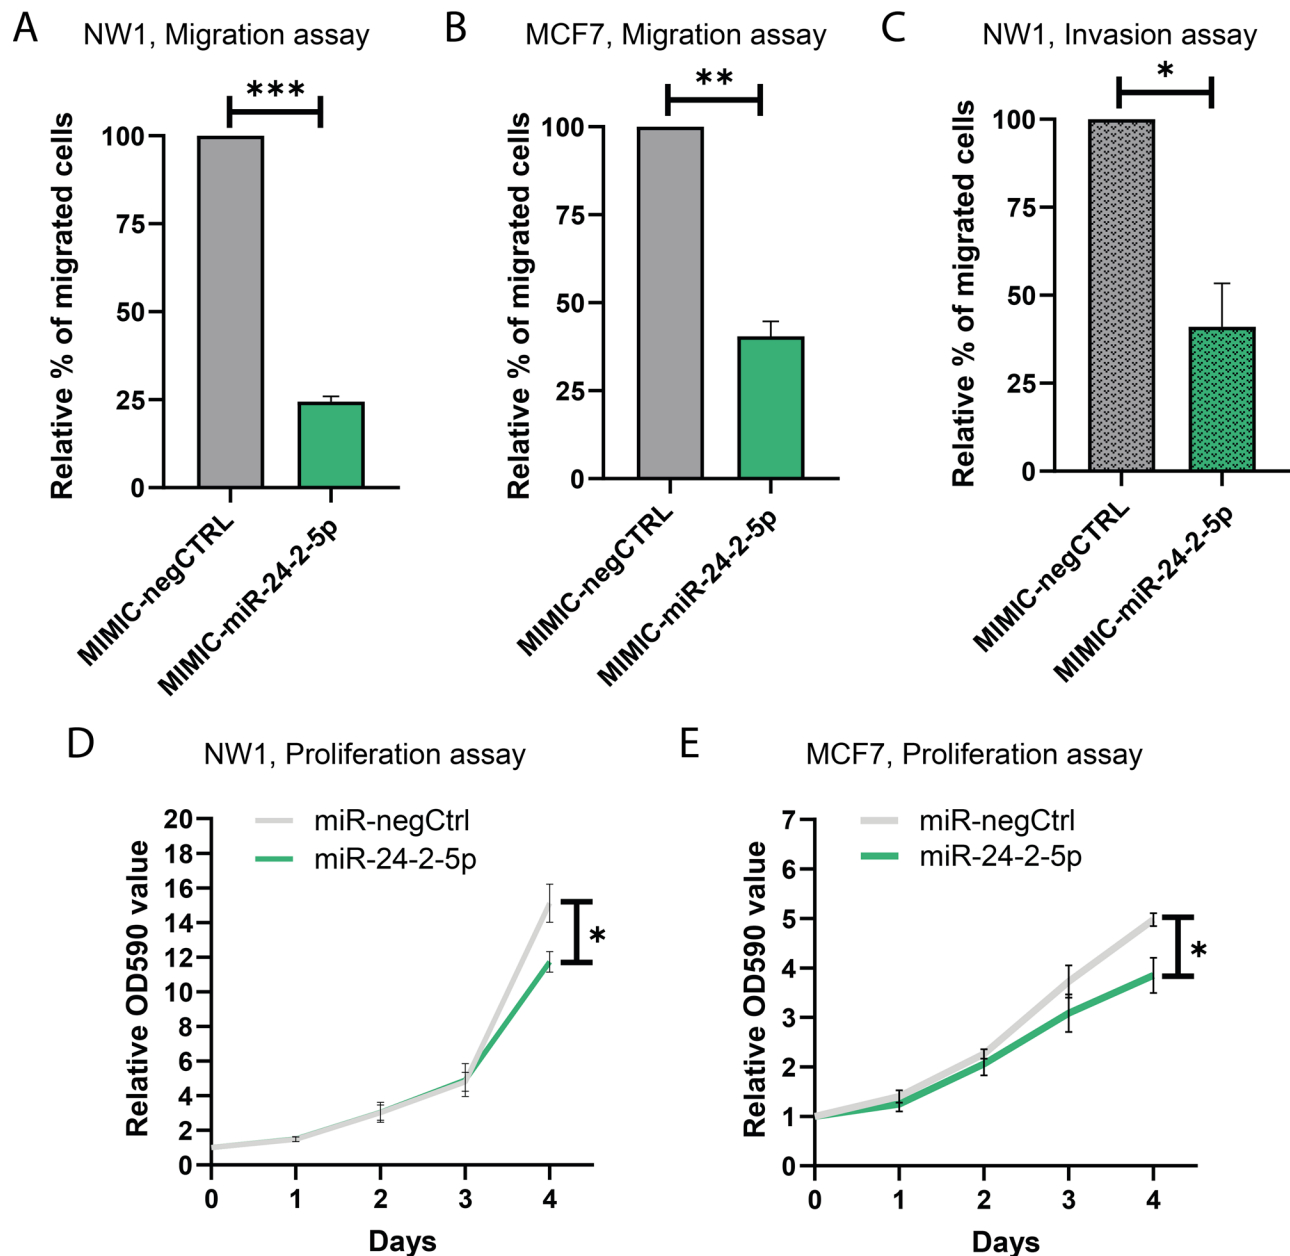 A
NW1, Migration assay
***
Relative % of migrated cells
100
75
50
25
0
MIMIC-negCTRL
MIMIC-miR-24-2-5p
B
MCF7, Migration assay
**
Relative % of migrated cells
100
75
50
25
0
MIMIC-negCTRL
MIMIC-miR-24-2-5p
C
NW1, Invasion assay
*
Relative % of migrated cells
100
75
50
25
0
MIMIC-negCTRL
MIMIC-miR-24-2-5p
D
NW1, Proliferation assay
miR-negCtrl
miR-24-2-5p
Relative OD590 value
20
18
16
14
12
10
8
6
4
2
0
*
0 1 2 3 4
Days
E
MCF7, Proliferation assay
miR-negCtrl
miR-24-2-5p
Relative OD590 value
7
6
5
4
3
2
1
0
*
0 1 2 3 4
Days